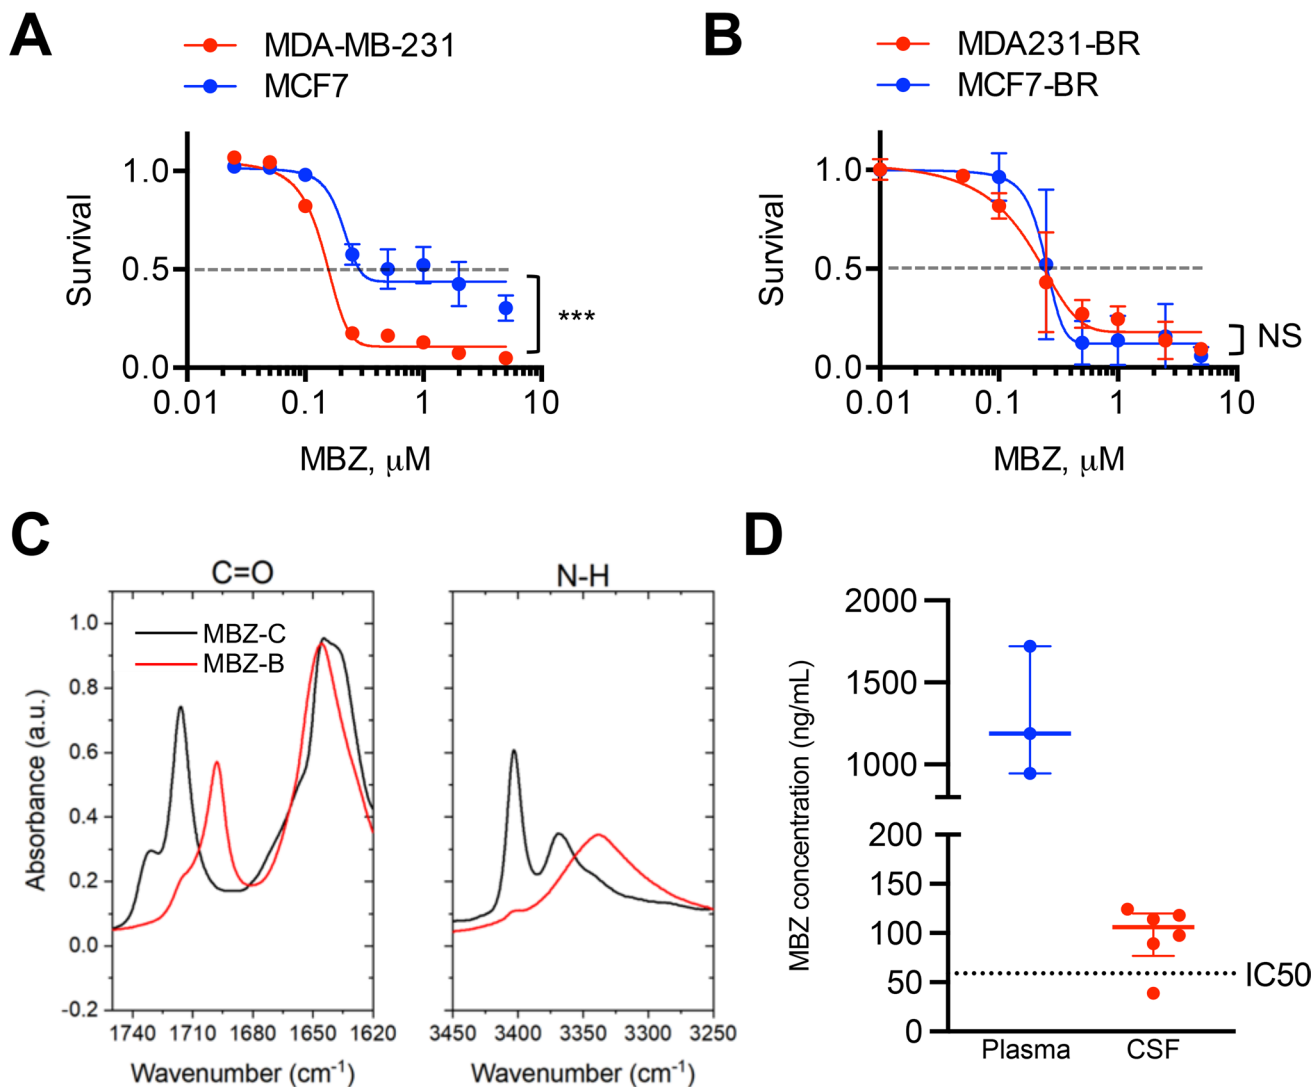 A
MDA-MB-231
MCF7
Survival
1.0
0.5
0.0
0.01 0.1 1 10
MBZ, μM
***
B
MDA231-BR
MCF7-BR
Survival
1.0
0.5
0.0
0.01 0.1 1 10
MBZ, μM
NS
C
C=O
MBZ-C
MBZ-B
Absorbance (a.u.)
1.0
0.8
0.6
0.4
0.2
0.0
-0.2
1740 1710 1680 1650 1620
Wavenumber (cm-1)
N-H
3450 3400 3350 3300 3250
Wavenumber (cm-1)
D
MBZ concentration (ng/mL)
2000
1500
1000
200
150
100
50
0
IC50
Plasma CSF